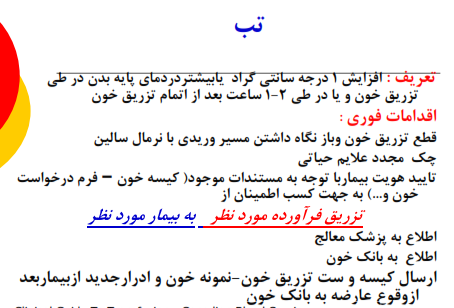 تب
تعریف : افزایش ۱ درجه سانتی گراد یابیشتردردمای پایه بدن در طی
تزریق خون و یا در طی ۲-۱ ساعت بعد از اتمام تزریق خون
اقدامات فوری :
قطع تزریق خون وباز نگاه داشتن مسیر وریدی با نرمال سالین
چک مجدد علایم حیاتی
تایید هویت بیماربا توجه به مستندات موجود( کیسه خون – فرم درخواست
خون و...) به جهت کسب اطمینان از
تزریق فرآورده مورد نظر به بیمار مورد نظر
اطلاع به پزشک معالج
اطلاع به بانک خون
ارسال کیسه و ست تزریق خون-نمونه خون و ادرارجدید ازبیماربعد
ازوقوع عارضه به بانک خون